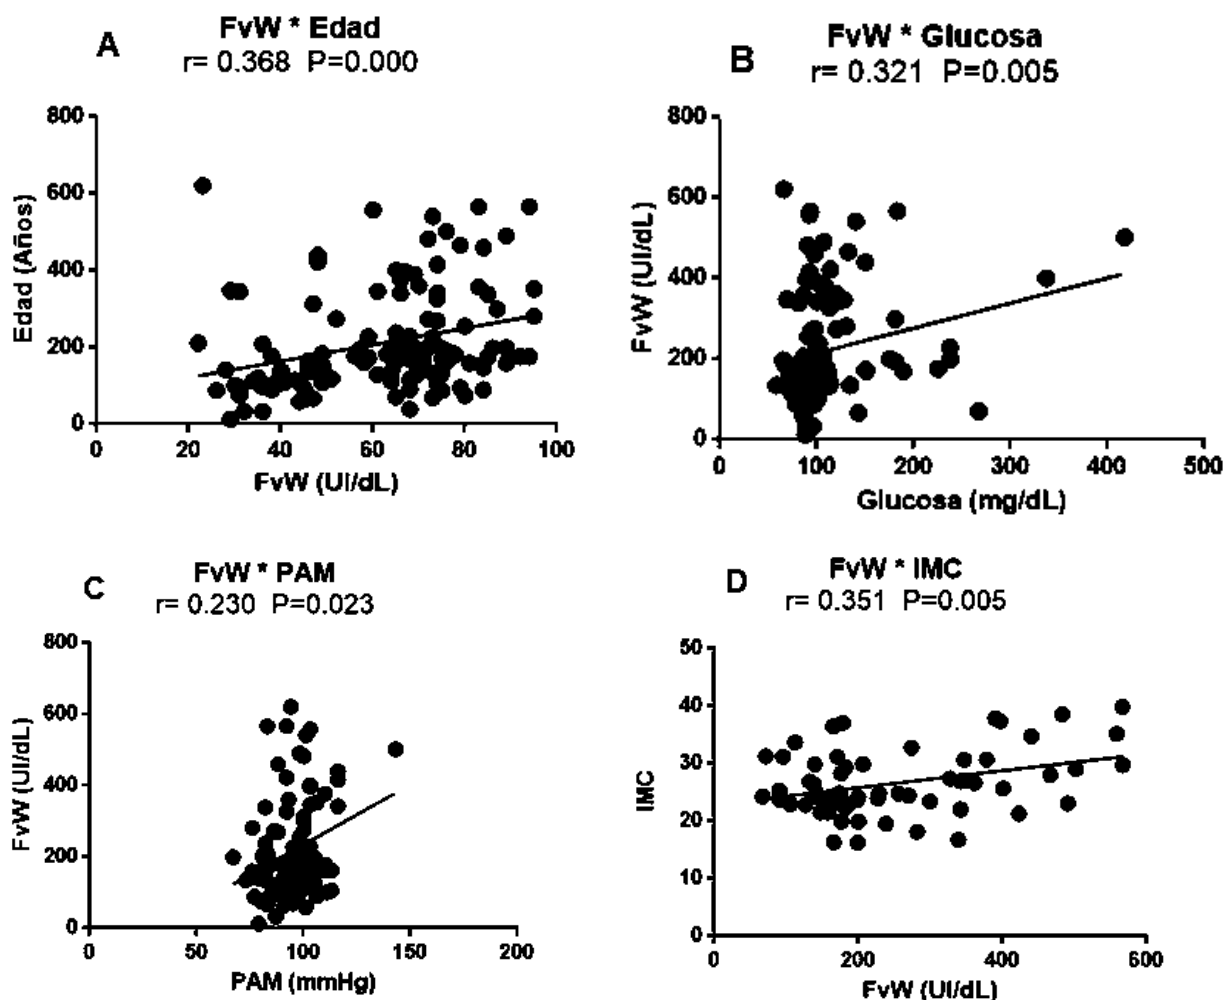 A
FvW * Edad
r= 0.368 P=0.000
Edad (Años)
800
600
400
200
0
0 20 40 60 80 100
FvW (UI/dL)
B
FvW * Glucosa
r= 0.321 P=0.005
FvW (UI/dL)
800
600
400
200
0
0 100 200 300 400 500
Glucosa (mg/dL)
C
FvW * PAM
r= 0.230 P=0.023
FvW (UI/dL)
800
600
400
200
0
0 50 100 150 200
PAM (mmHg)
D
FvW * IMC
r= 0.351 P=0.005
IMC
50
40
30
20
10
0
0 200 400 600
FvW (UI/dL)